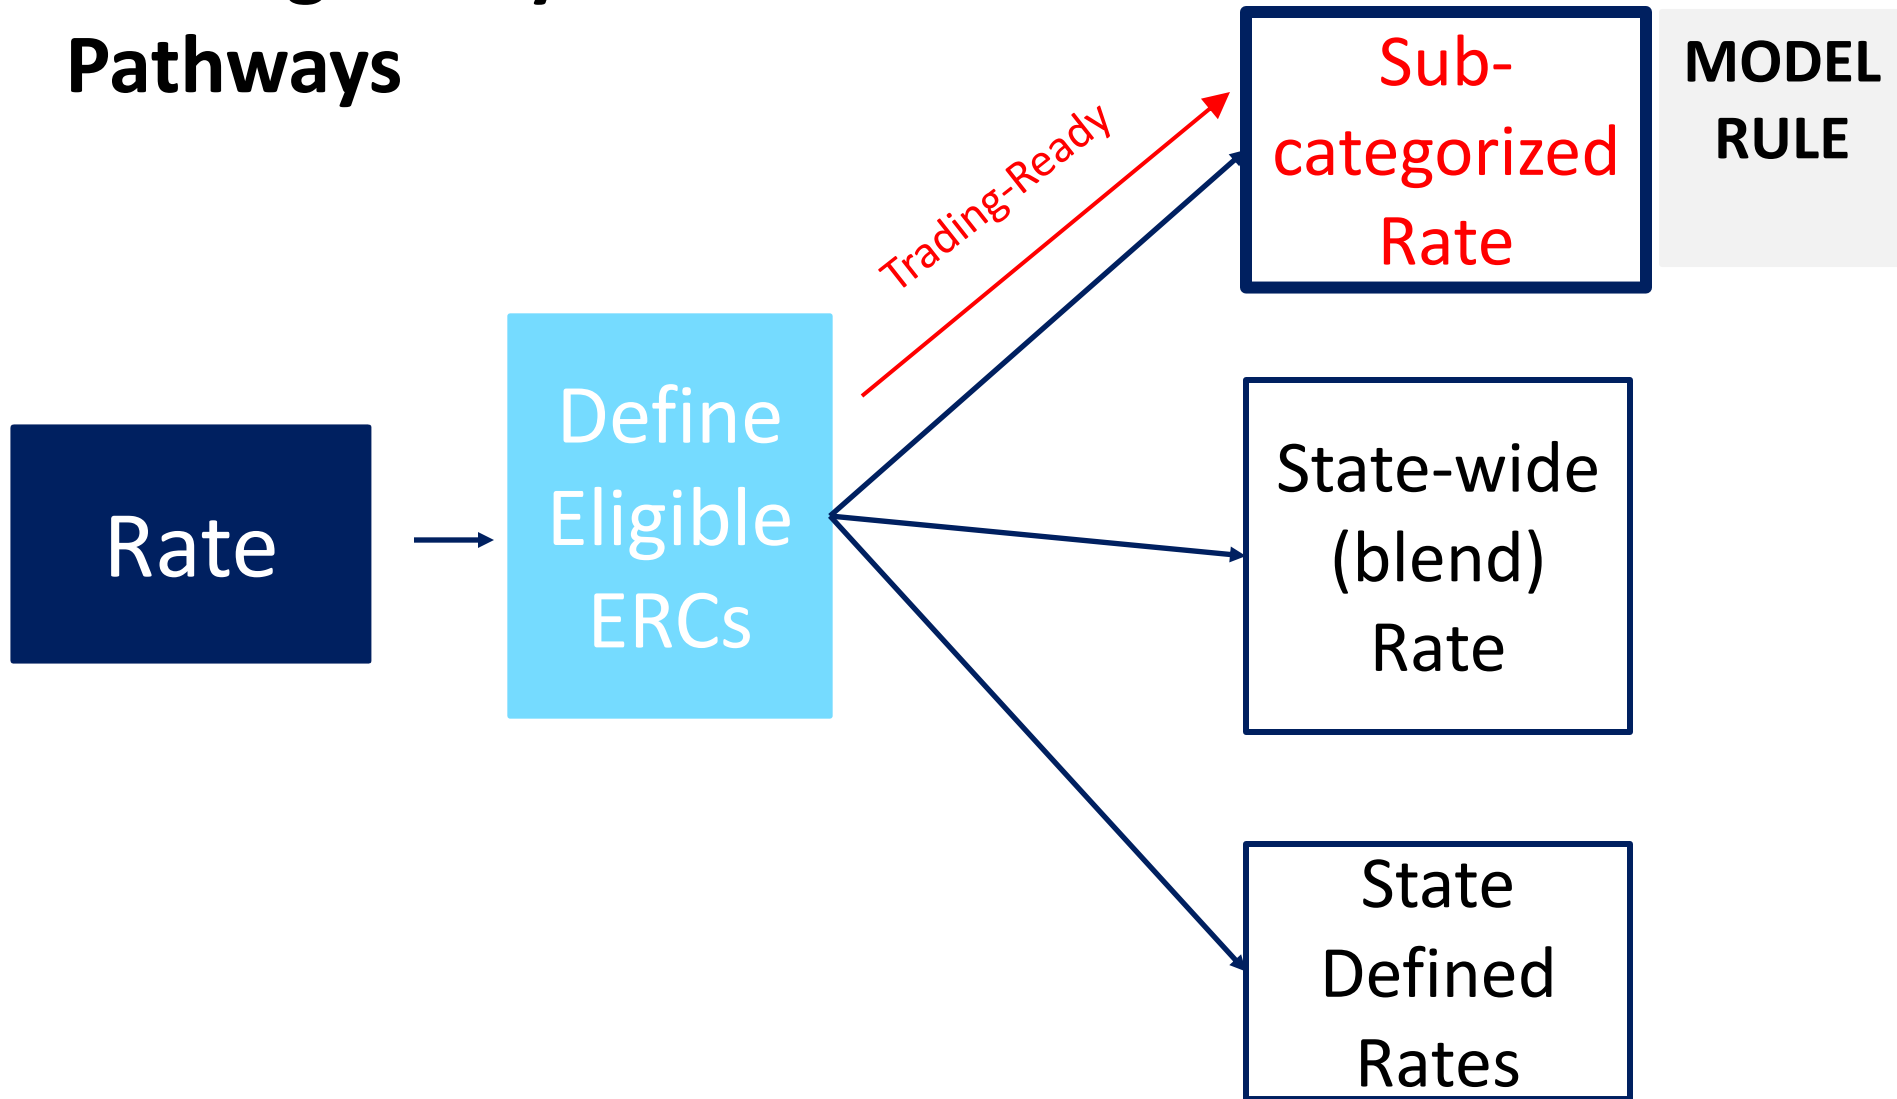 Pathways
Sub-
categorized
Rate
MODEL
RULE
Trading-Ready
Define
Eligible
ERCs
Rate
State-wide
(blend)
Rate
State
Defined
Rates